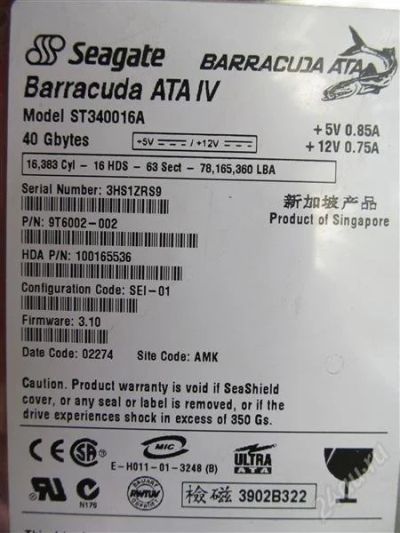 Seagate BARRACUDA ATA
Barracuda ATA IV
Model ST340016A
40 Gbytes +5V / +12V +5V 0.85A
+12V 0.75A
16,383 Cyl - 16 HDS - 63 Sect - 78,165,360 LBA
Serial Number: 3HS1ZRS9
新加坡产品
P/N: 9T6002-002 Product of Singapore
HDA P/N: 100165536
Configuration Code: SEI-01
Firmware: 3.10
Date Code: 02274 Site Code: AMK
Caution. Product warranty is void if SeaShield
cover, or any seal or label is removed, or if the
drive experiences shock in excess of 350 Gs.
CE SA MIC ULTRA ATA
E-H011-01-3248 (B)
N176 檢磁 3902B322